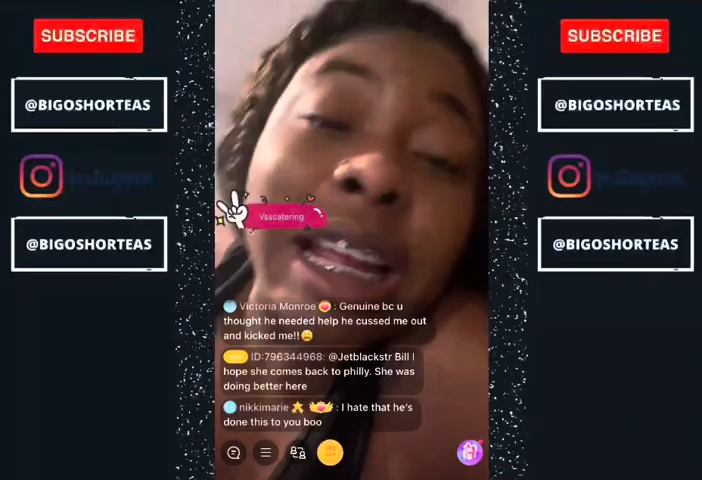 SUBSCRIBE
SUBSCRIBE
@BIGOSHORTEAS
@BIGOSHORTEAS
Instagram
Instagram
@BIGOSHORTEAS
@BIGOSHORTEAS
Vsscatering
Victoria Monroe : Genuine bc u
thought he needed help he cussed me out
and kicked me!!
ID:796344968: @Jetblackstr Bill I
hope she comes back to philly. She was
doing better here
nikkimarie : I hate that he's
done this to you boo